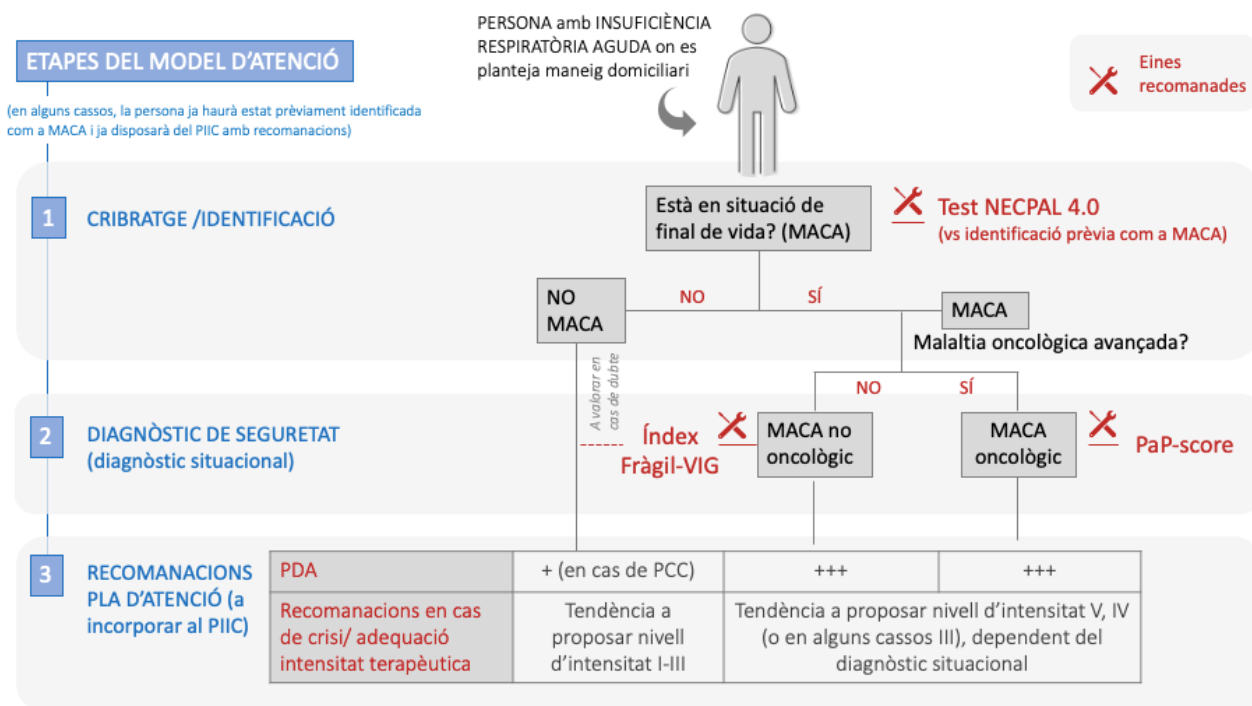 PERSONA amb INSUFICIÈNCIA
RESPIRATÒRIA AGUDA on es
planteja maneig domiciliari
ETAPES DEL MODEL D'ATENCIÓ
(en alguns cassos, la persona ja haurà estat prèviament identificada
com a MACA i ja disposarà del PIIC amb recomanacions)
Eines
recomanades
1
CRIBRATGE /IDENTIFICACIÓ
Està en situació de
final de vida? (MACA)
Test NECPAL 4.0
(vs identificació prèvia com a MACA)
NO
SÍ
NO
MACA
MACA
Malaltia oncològica avançada?
A valorar en
cas de dubte
NO
SÍ
2
DIAGNÒSTIC DE SEGURETAT
(diagnòstic situacional)
Índex
Fràgil-VIG
MACA no
oncològic
MACA
oncològic
PaP-score
3
RECOMANACIONS
PLA D'ATENCIÓ (a
incorporar al PIIC)
PDA
+ (en cas de PCC)
+++
+++
Recomanacions en cas
de crisi/ adequació
intensitat terapèutica
Tendència a
proposar nivell
d'intensitat I-III
Tendència a proposar nivell d'intensitat V, IV
(o en alguns cassos III), dependent del
diagnòstic situacional